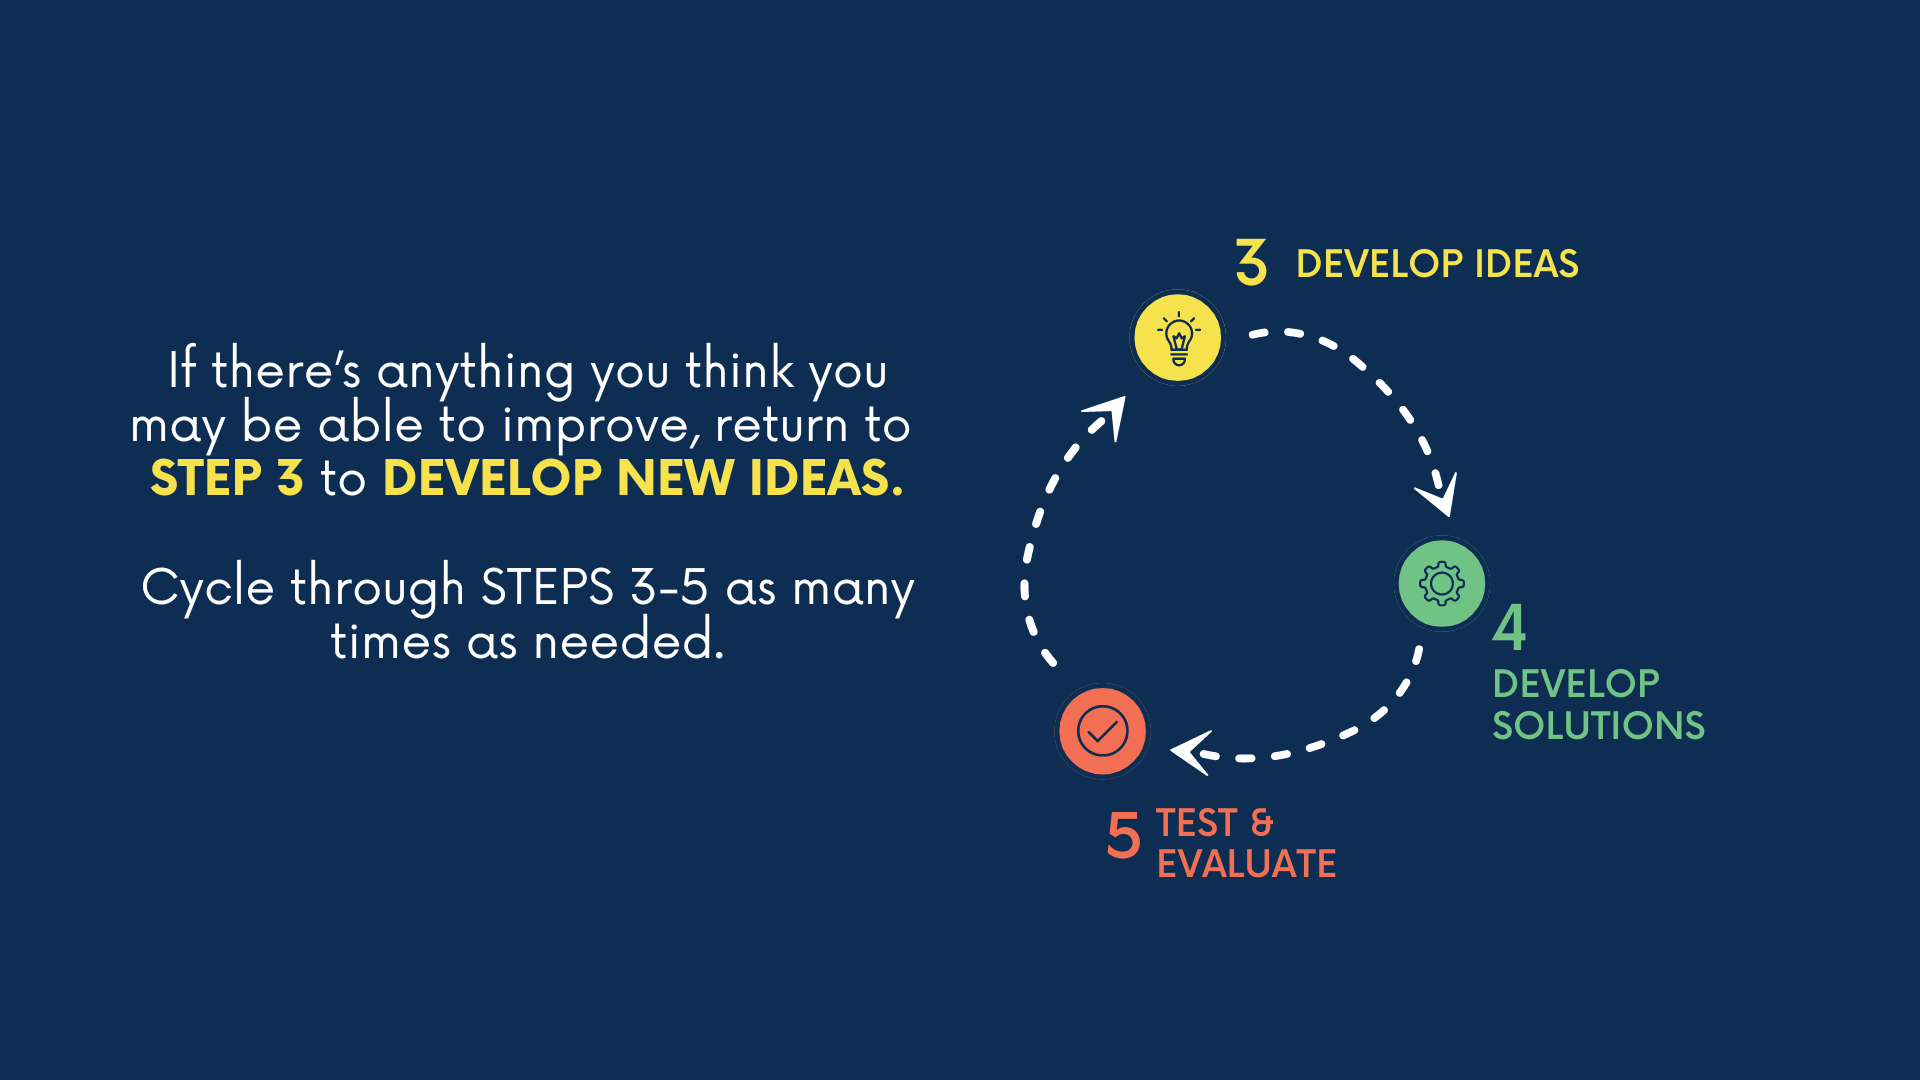 If there’s anything you think you
may be able to improve, return to
STEP 3 to DEVELOP NEW IDEAS.
Cycle through STEPS 3-5 as many
times as needed.
3 DEVELOP IDEAS
4
DEVELOP
SOLUTIONS
5 TEST &
EVALUATE